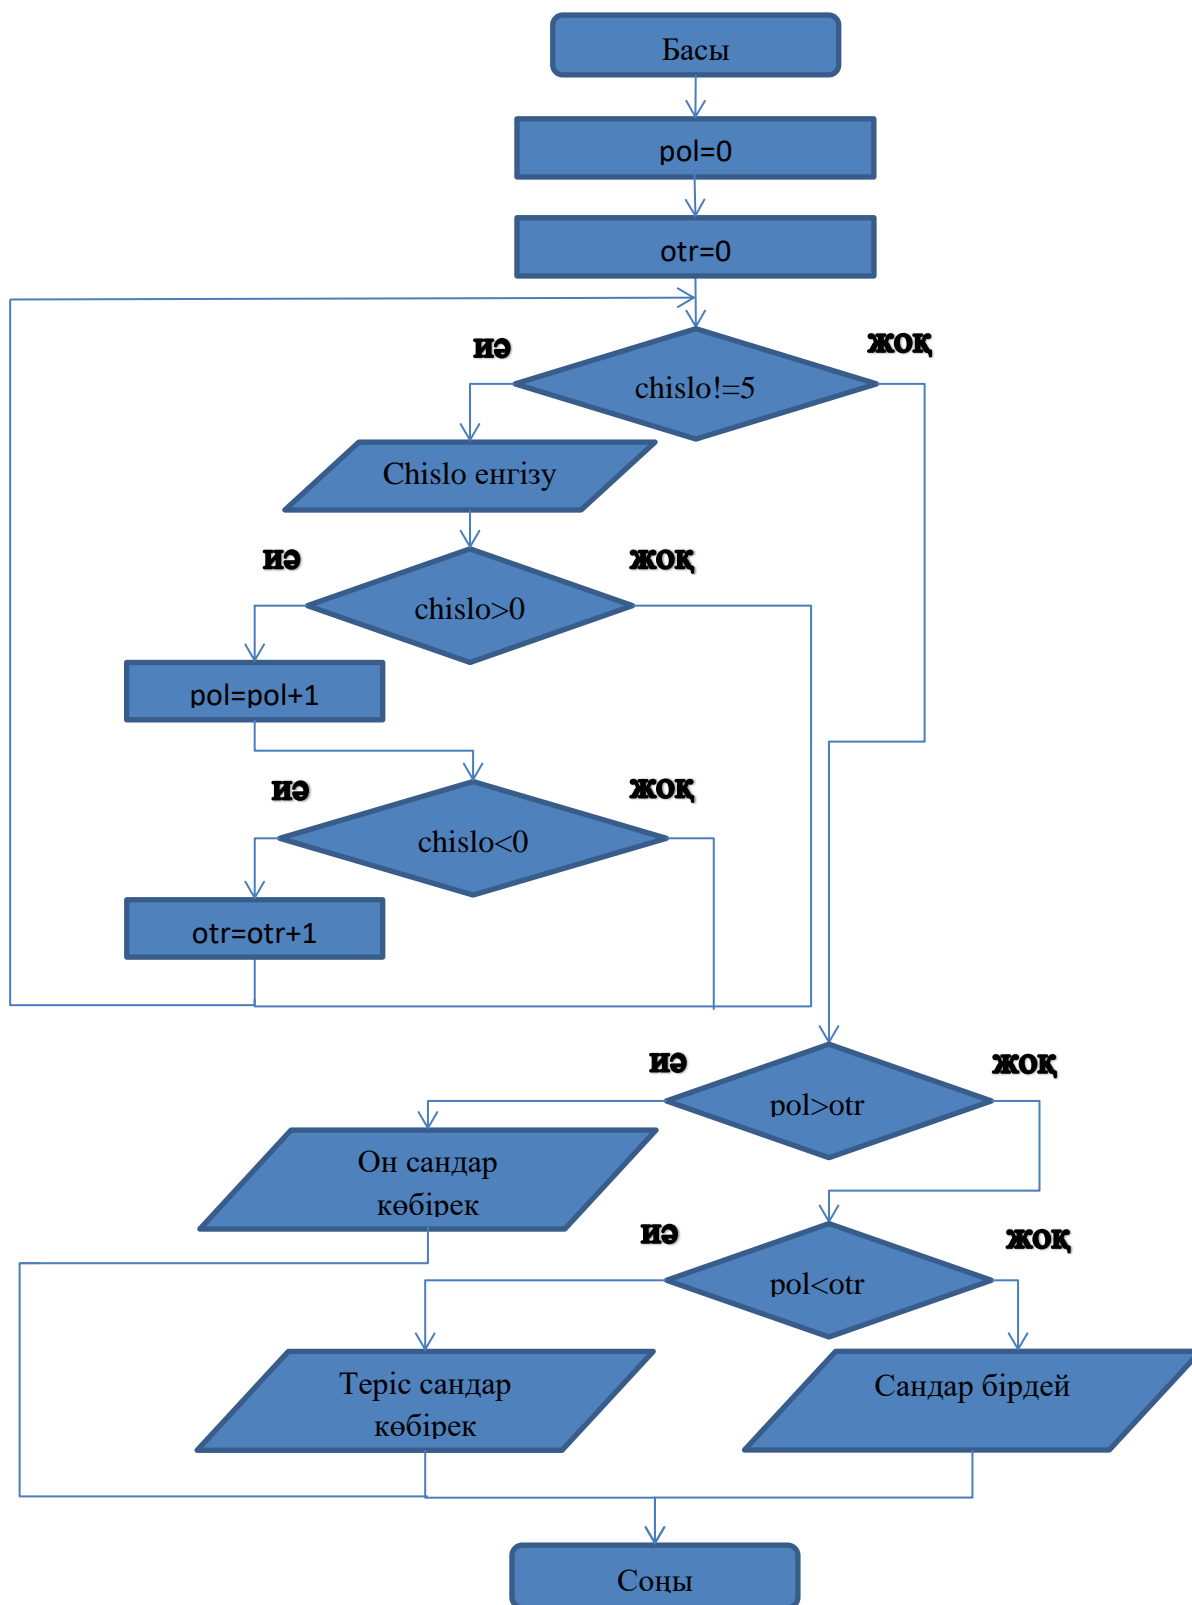 Басы
pol=0
otr=0
иә
жоқ
chislo!=5
Chislo енгізу
иә
жоқ
chislo>0
pol=pol+1
иә
жоқ
chislo<0
otr=otr+1
иә
жоқ
pol>otr
Он сандар
көбірек
иә
жоқ
pol<otr
Теріс сандар
көбірек
Сандар бірдей
Соңы